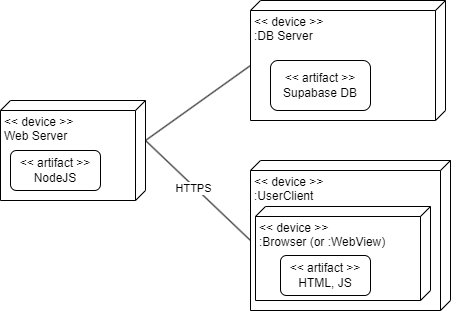 << device >>
:DB Server
<< artifact >>
Supabase DB
<< device >>
Web Server
<< artifact >>
NodeJS
HTTPS
<< device >>
:UserClient
<< device >>
:Browser (or :WebView)
<< artifact >>
HTML, JS